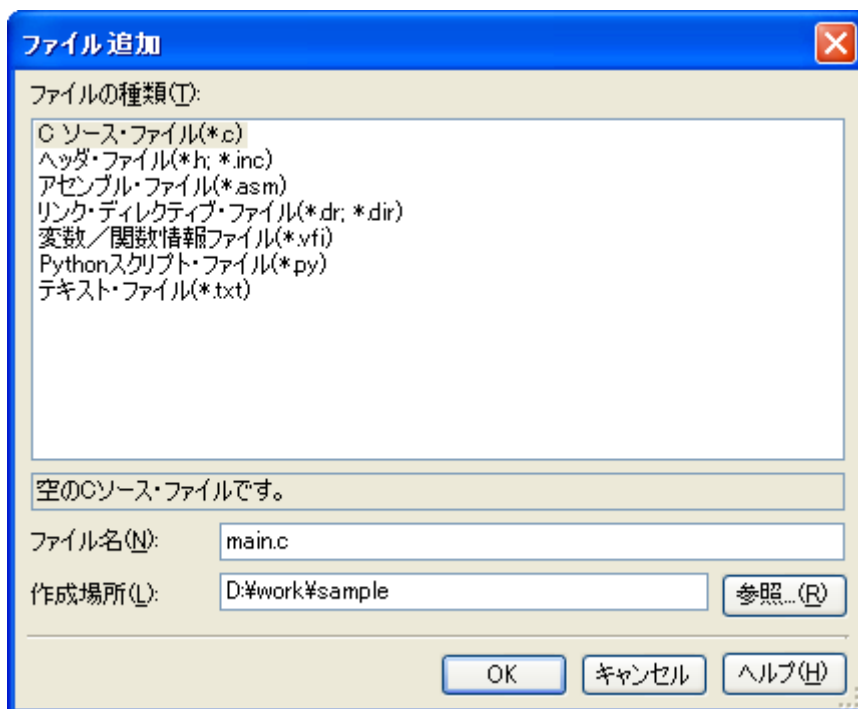 ファイル追加
ファイルの種類(T):
C ソース・ファイル(*.c)
ヘッダ・ファイル(*.h; *.inc)
アセンブル・ファイル(*.asm)
リンク・ディレクティブ・ファイル(*.dr; *.dir)
変数／関数情報ファイル(*.vfi)
Pythonスクリプト・ファイル(*.py)
テキスト・ファイル(*.txt)
空のCソース・ファイルです。
ファイル名(N): main.c
作成場所(L): D:¥work¥sample 参照...(R)
OK キャンセル ヘルプ(H)